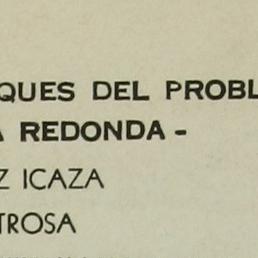 QUES DEL PROBL
A REDONDA -
Z ICAZA
TROSA